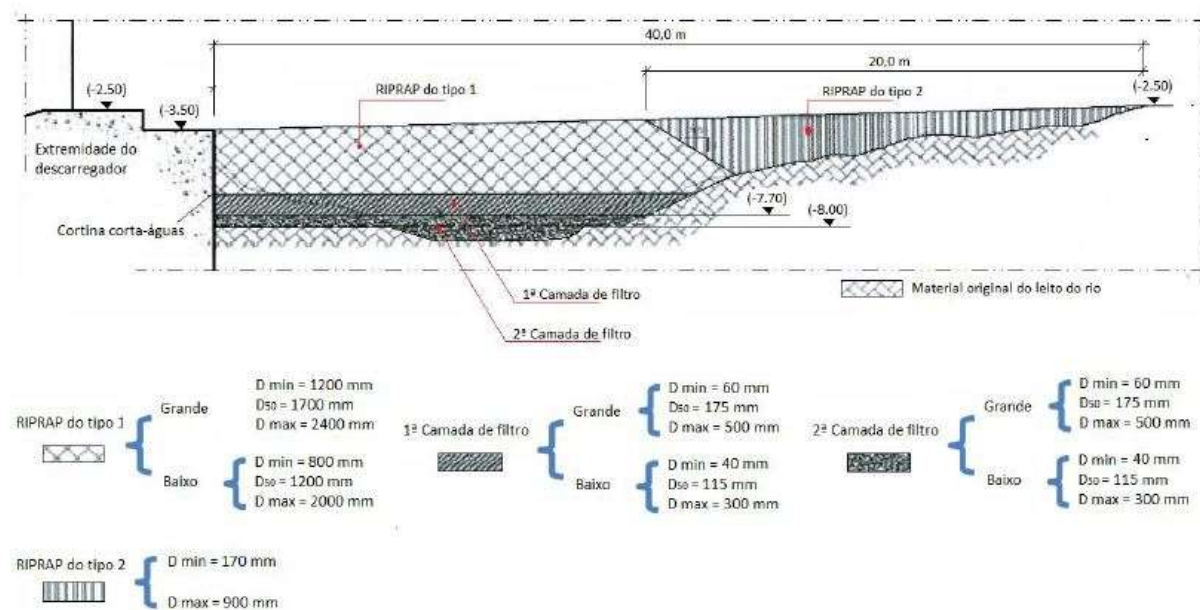 40,0 m
20,0 m
RIPRAP do tipo 1
RIPRAP do tipo 2
(-2.50)
(-3.50)
(-2.50)
Extremidade do
descarregador
Cortina corta-águas
(-7.70)
(-8.00)
1ª Camada de filtro
2ª Camada de filtro
Material original do leito do rio
RIPRAP do tipo 1
Grande
D min = 1200 mm
D50 = 1700 mm
D max = 2400 mm
Baixo
D min = 800 mm
D50 = 1200 mm
D max = 2000 mm
1ª Camada de filtro
Grande
D min = 60 mm
D50 = 175 mm
D max = 500 mm
Baixo
D min = 40 mm
D50 = 115 mm
D max = 300 mm
2ª Camada de filtro
Grande
D min = 60 mm
D50 = 175 mm
D max = 500 mm
Baixo
D min = 40 mm
D50 = 115 mm
D max = 300 mm
RIPRAP do tipo 2
D min = 170 mm
D max = 900 mm